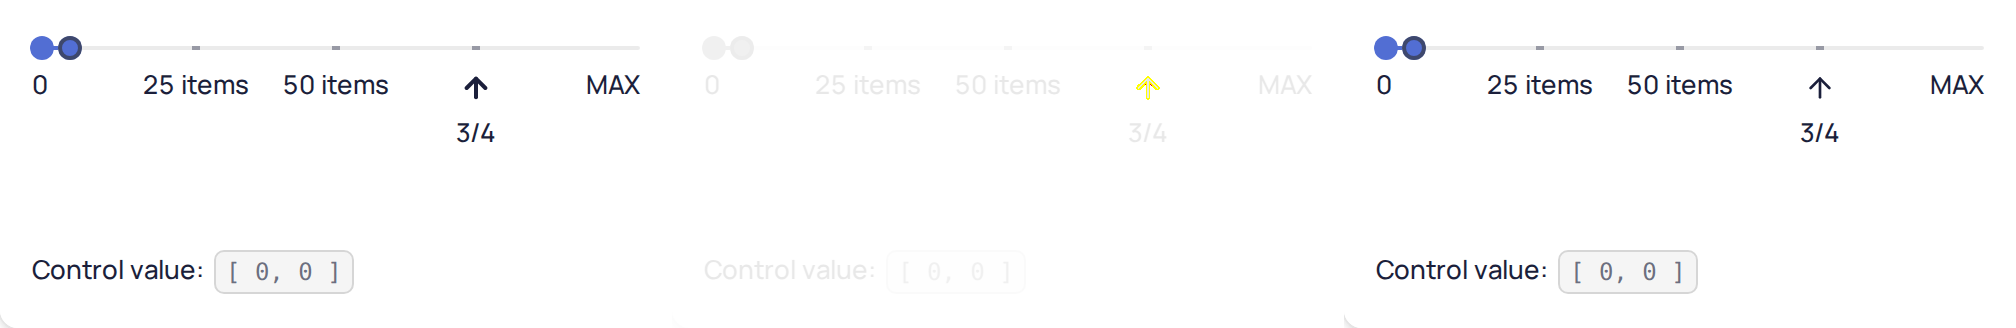 0 25 items 50 items MAX
3/4
Control value: [ 0, 0 ]
0 25 items 50 items MAX
3/4
Control value: [ 0, 0 ]
0 25 items 50 items MAX
3/4
Control value: [ 0, 0 ]